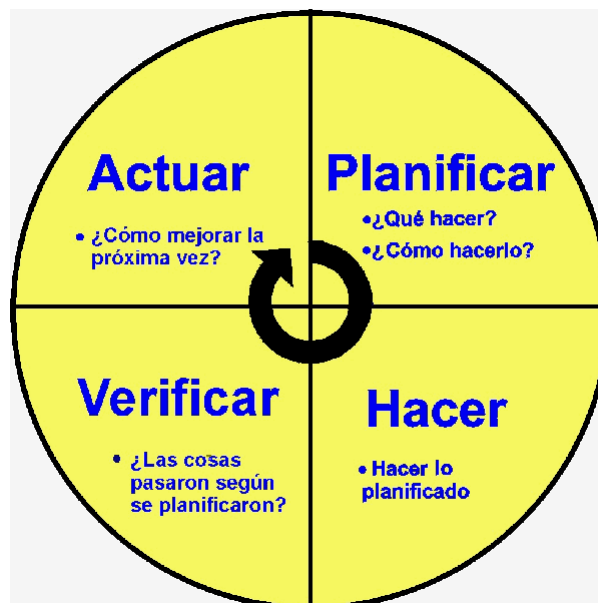 Actuar
• ¿Cómo mejorar la
próxima vez?
Planificar
•¿Qué hacer?
•¿Cómo hacerlo?
Verificar
• ¿Las cosas
pasaron según
se planificaron?
Hacer
• Hacer lo
planificado